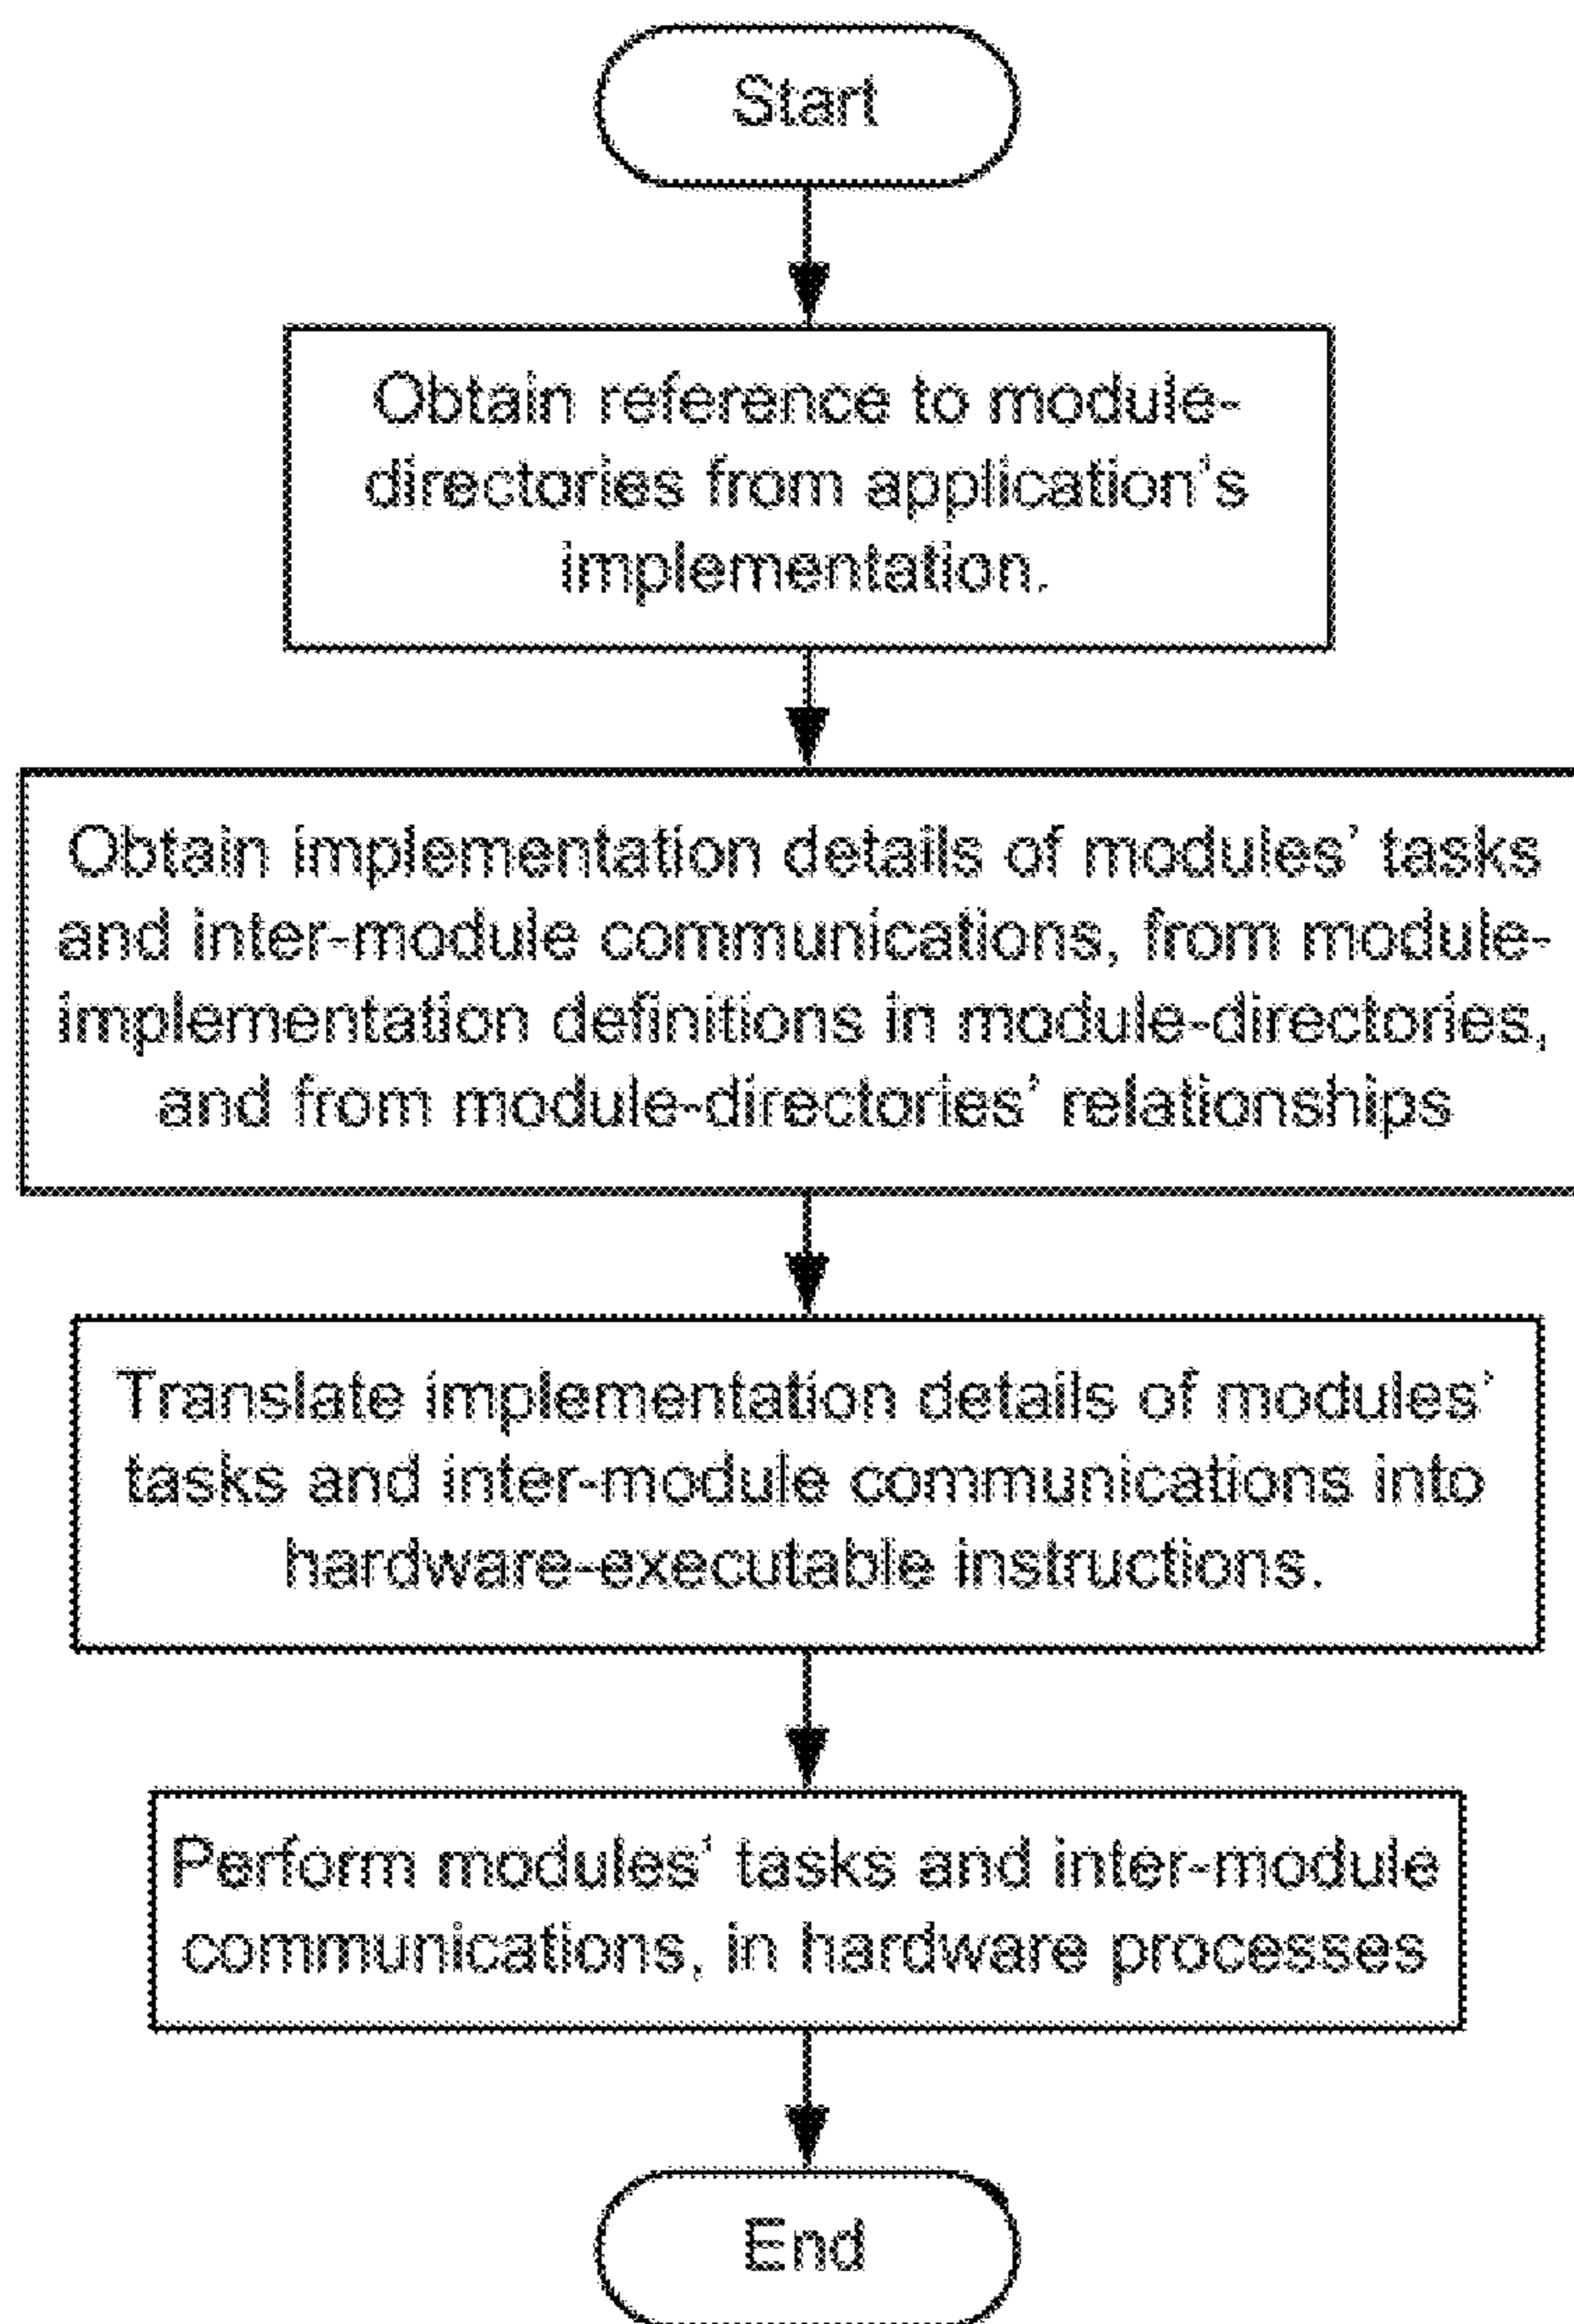 Start
Obtain reference to module-
directories from application's
implementation.
Obtain implementation details of modules' tasks
and inter-module communications, from module-
implementation definitions in module-directories,
and from module-directories' relationships
Translate implementation details of modules'
tasks and inter-module communications into
hardware-executable instructions.
Perform modules' tasks and inter-module
communications, in hardware processes
End